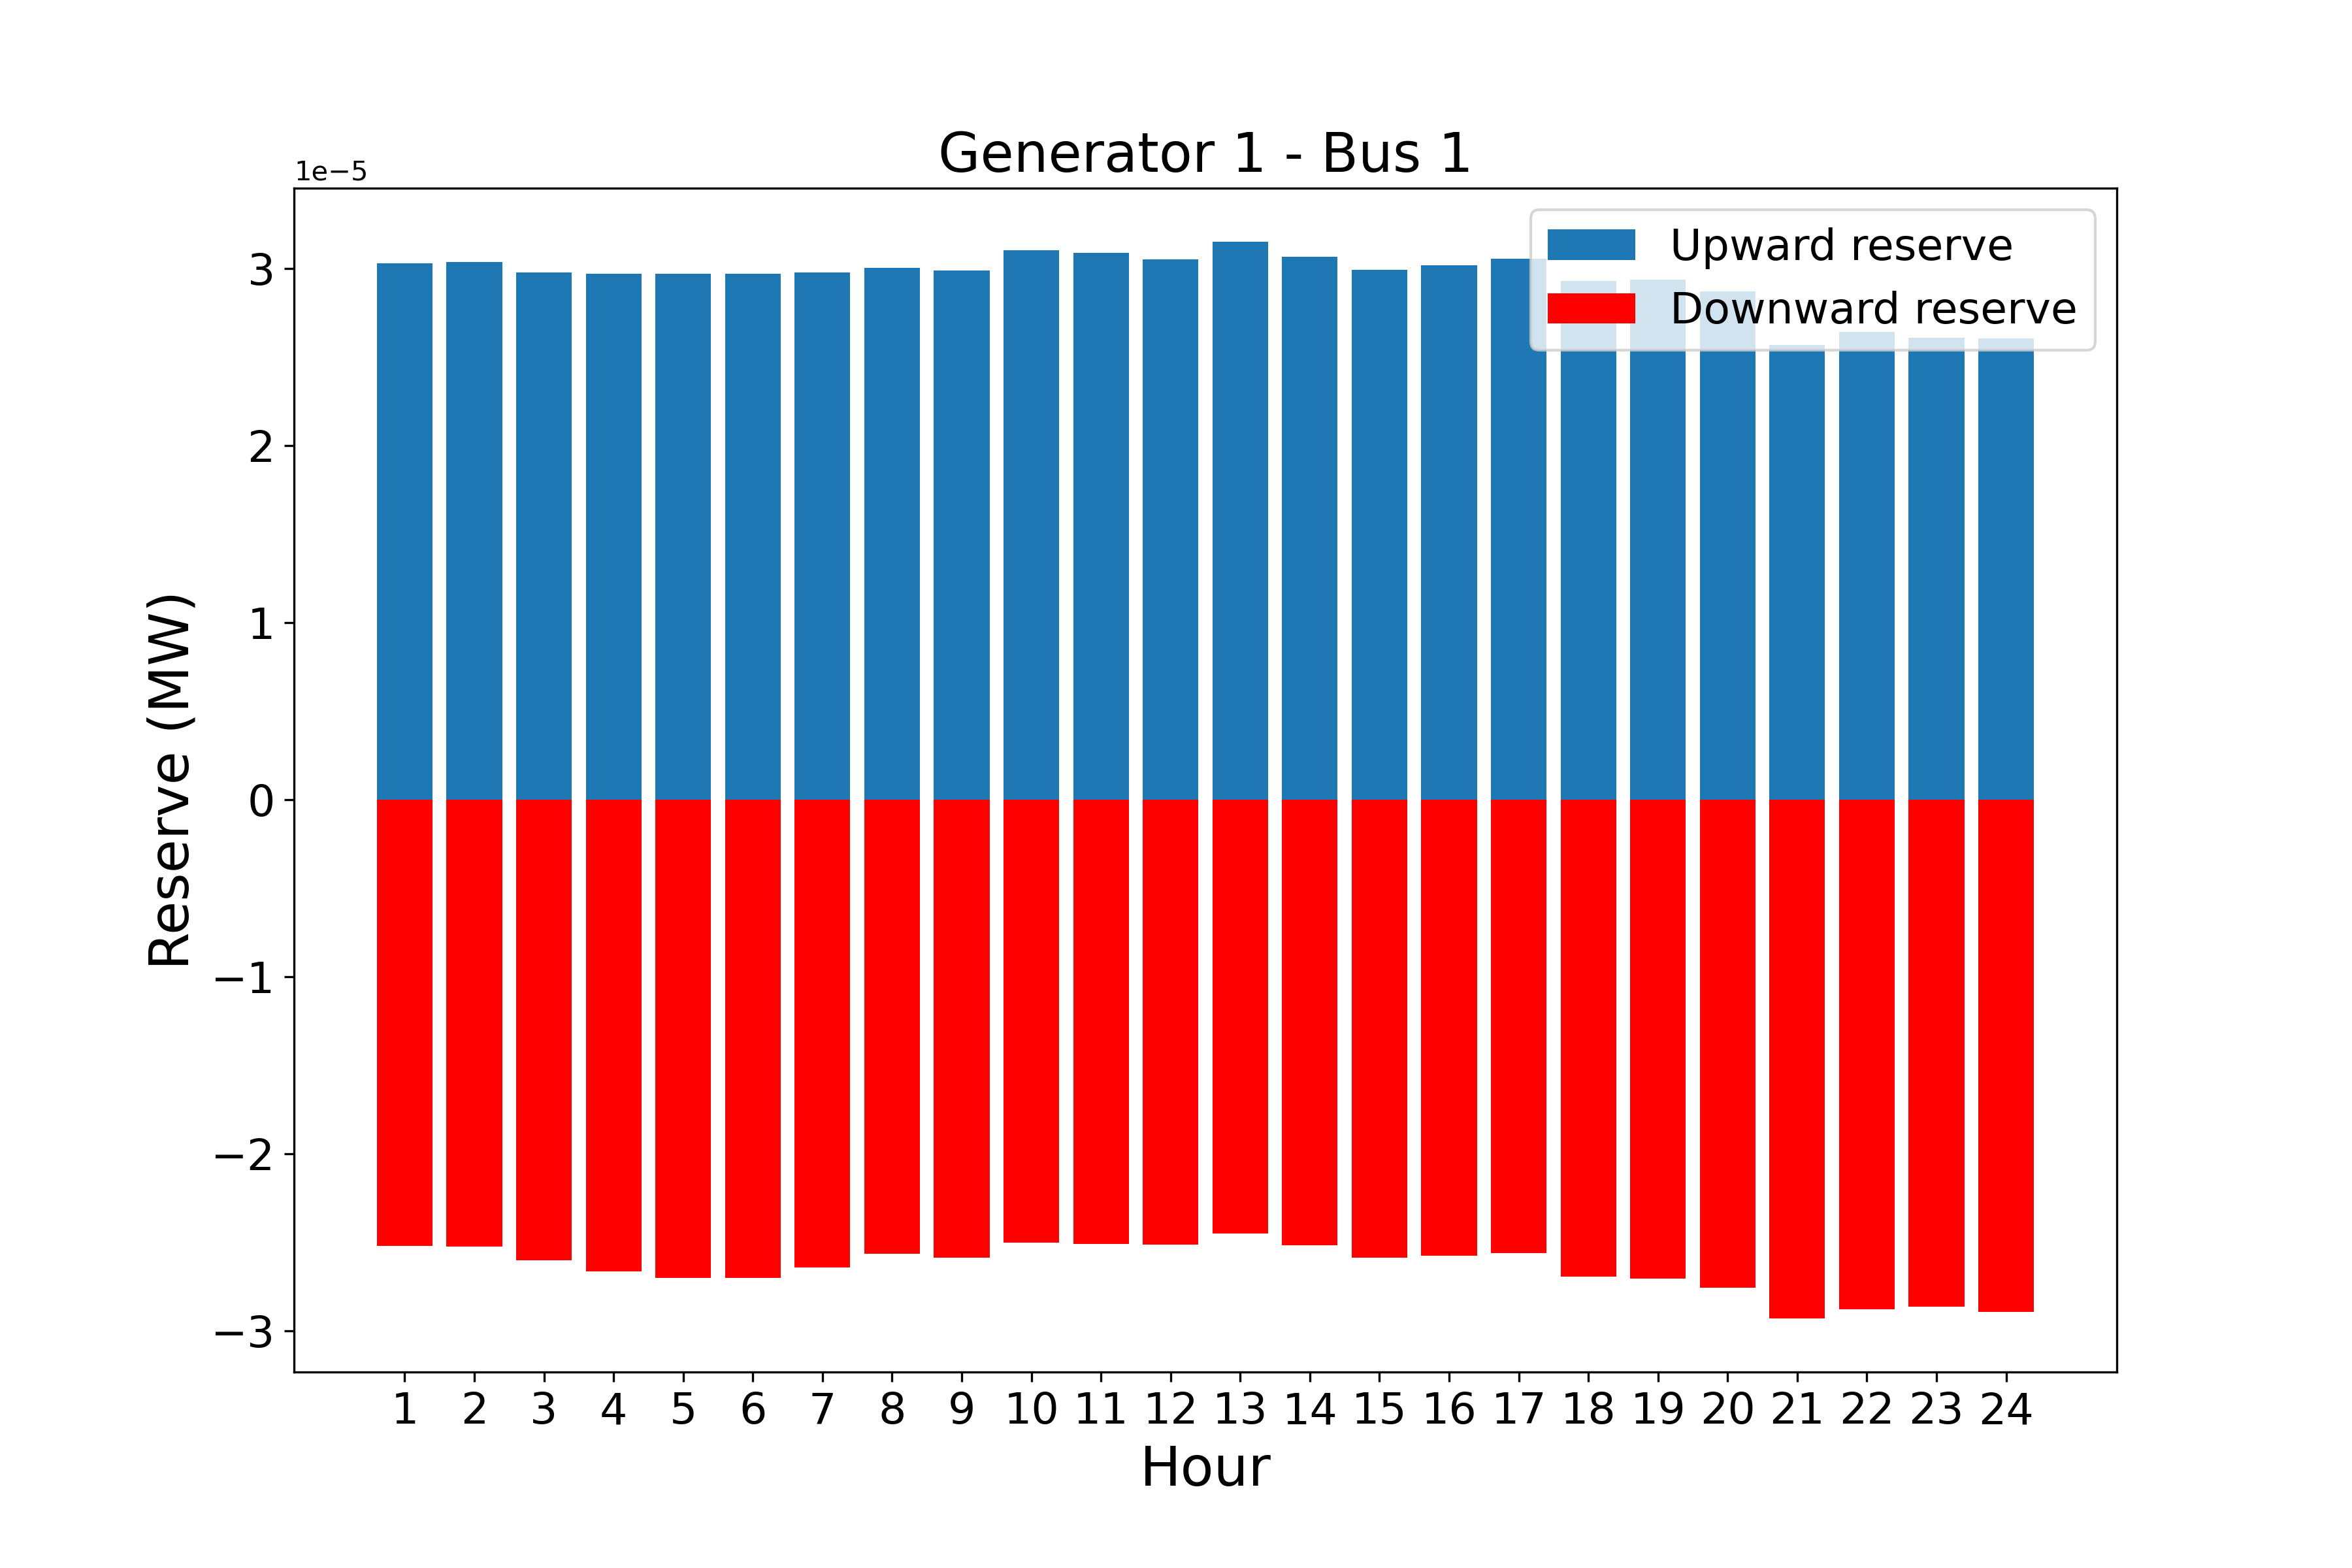 Generator 1 - Bus 1
1e−5
Upward reserve
Downward reserve
3
2
1
0
−1
−2
−3
Reserve (MW)
1 2 3 4 5 6 7 8 9 10 11 12 13 14 15 16 17 18 19 20 21 22 23 24
Hour